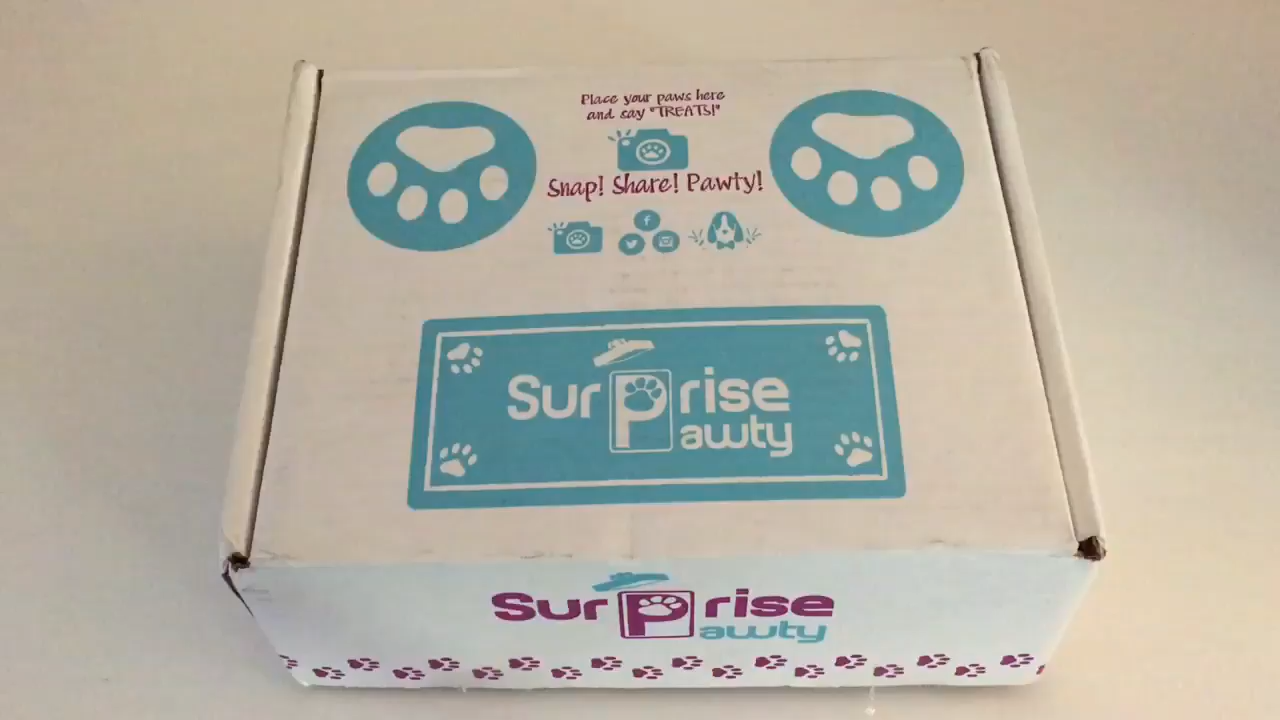 Place your paws here
and say "TREATS!"
Snap! Share! Pawty!
f
Surprise
Pawty
Surprise
Pawty